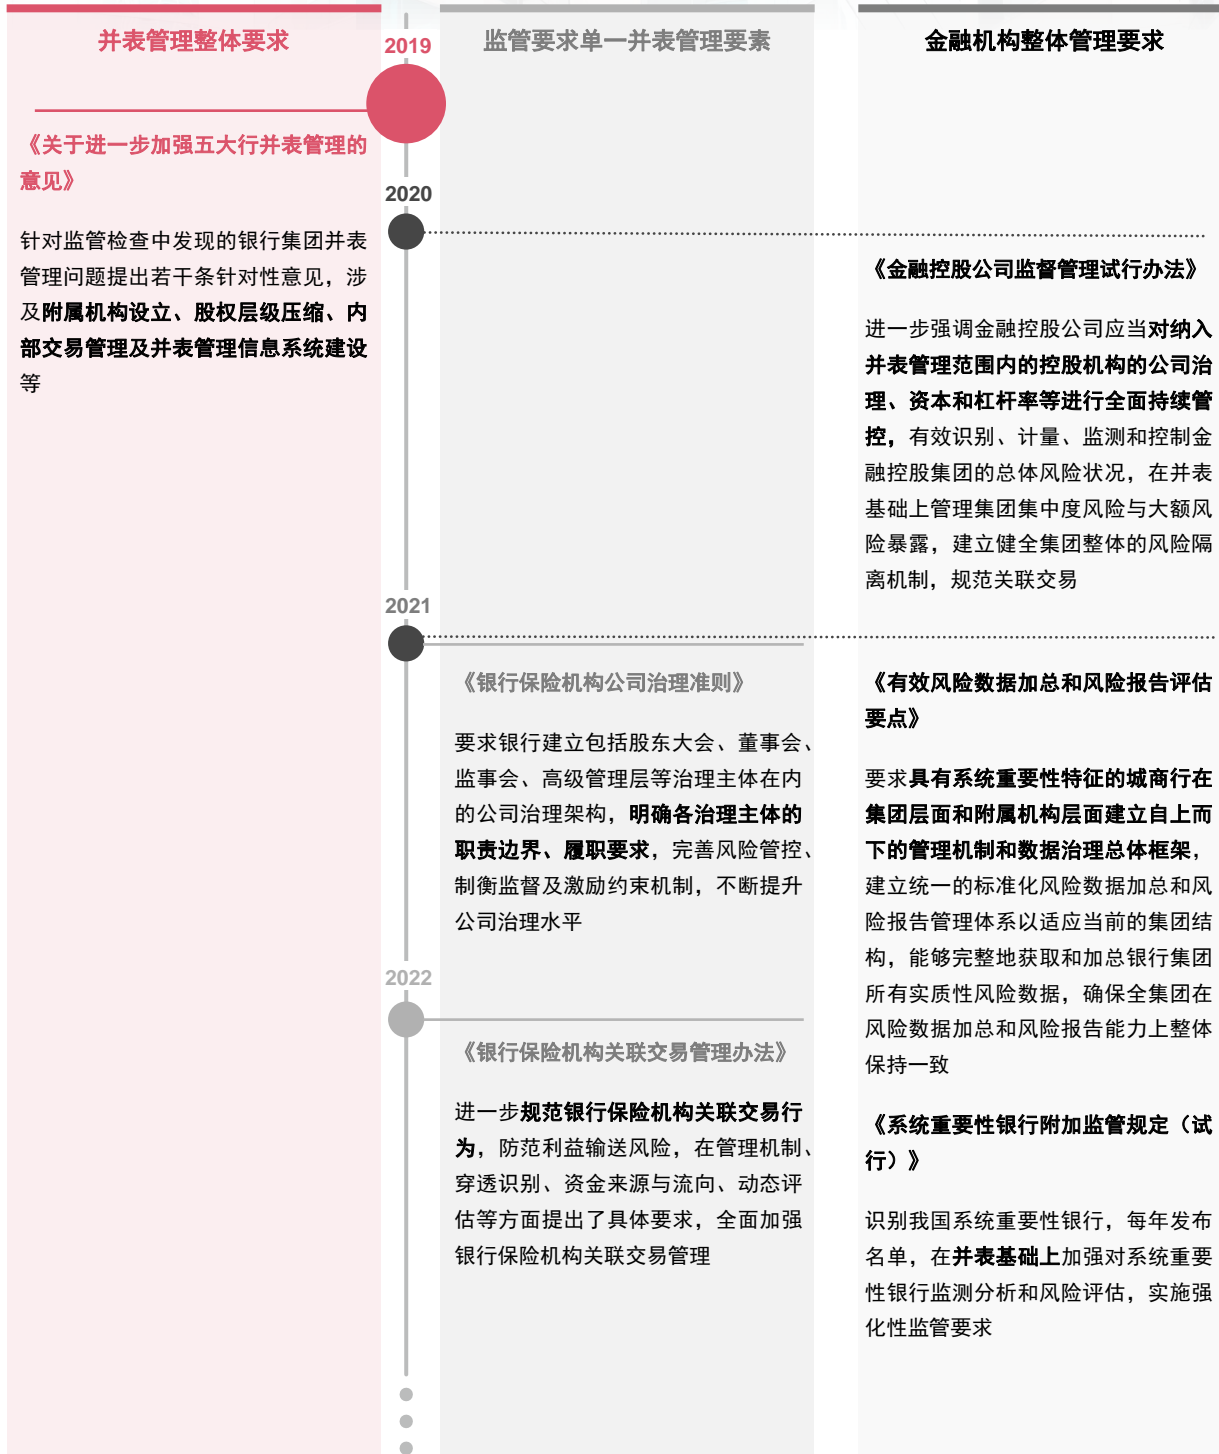 并表管理整体要求
2019
监管要求单一并表管理要素
金融机构整体管理要求
《关于进一步加强五大行并表管理的
意见》
针对监管检查中发现的银行集团并表
管理问题提出若干条针对性意见，涉
及附属机构设立、股权层级压缩、内
部交易管理及并表管理信息系统建设
等
2020
《金融控股公司监督管理试行办法》
进一步强调金融控股公司应当对纳入
并表管理范围内的控股机构的公司治
理、资本和杠杆率等进行全面持续管
控，有效识别、计量、监测和控制金
融控股集团的总体风险状况，在并表
基础上管理集团集中度风险与大额风
险暴露，建立健全集团整体的风险隔
离机制，规范关联交易
2021
《银行保险机构公司治理准则》
要求银行建立包括股东大会、董事会、
监事会、高级管理层等治理主体在内
的公司治理架构，明确各治理主体的
职责边界、履职要求，完善风险管控、
制衡监督及激励约束机制，不断提升
公司治理水平
《有效风险数据加总和风险报告评估
要点》
要求具有系统重要性特征的城商行在
集团层面和附属机构层面建立自上而
下的管理机制和数据治理总体框架，
建立统一的标准化风险数据加总和风
险报告管理体系以适应当前的集团结
构，能够完整地获取和加总银行集团
所有实质性风险数据，确保全集团在
风险数据加总和风险报告能力上整体
保持一致
《系统重要性银行附加监管规定（试
行）》
识别我国系统重要性银行，每年发布
名单，在并表基础上加强对系统重要
性银行监测分析和风险评估，实施强
化性监管要求
2022
《银行保险机构关联交易管理办法》
进一步规范银行保险机构关联交易行
为，防范利益输送风险，在管理机制、
穿透识别、资金来源与流向、动态评
估等方面提出了具体要求，全面加强
银行保险机构关联交易管理